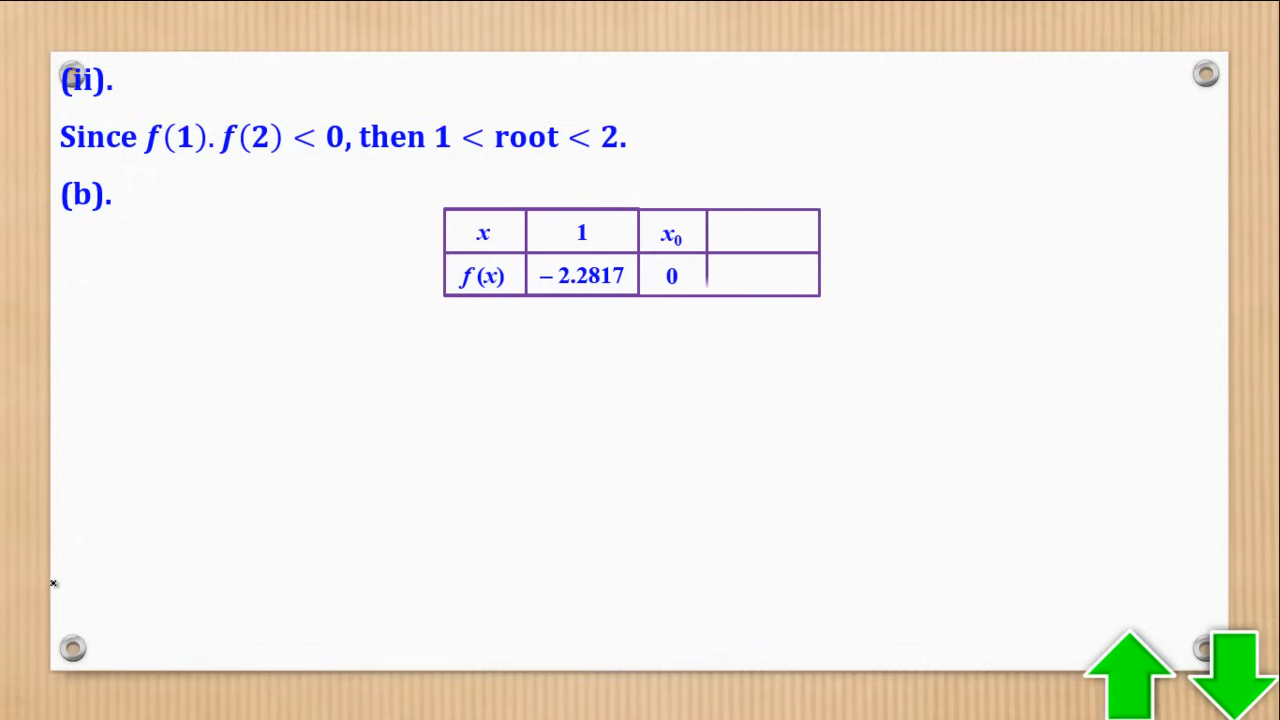 (ii).
Since f(1). f(2) < 0, then 1 < root < 2.
(b).
x 1 x₀
f(x) – 2.2817 0